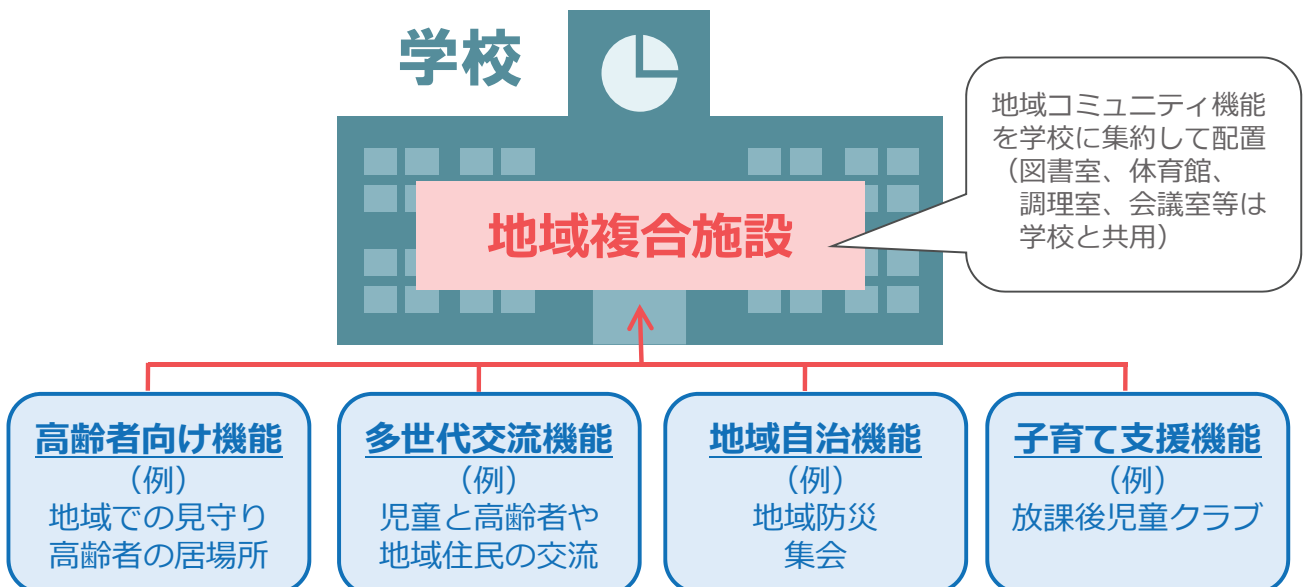 学校
地域コミュニティ機能
を学校に集約して配置
（図書室、体育館、
調理室、会議室等は
学校と共用）
地域複合施設
高齢者向け機能
（例）
地域での見守り
高齢者の居場所
多世代交流機能
（例）
児童と高齢者や
地域住民の交流
地域自治機能
（例）
地域防災
集会
子育て支援機能
（例）
放課後児童クラブ